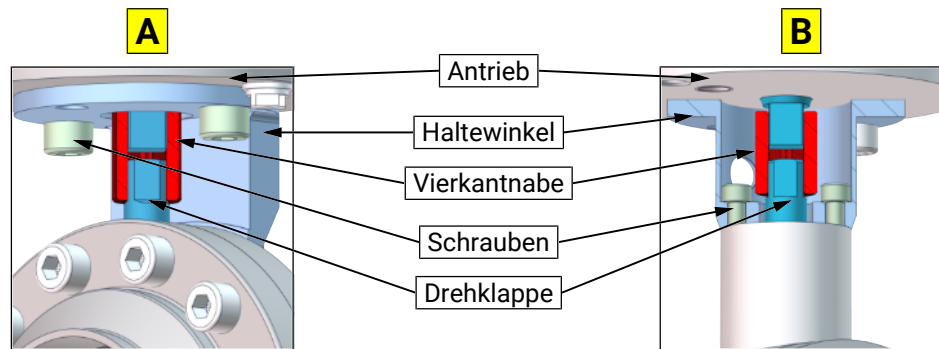 A
B
Antrieb
Haltewinkel
Vierkantnabe
Schrauben
Drehklappe